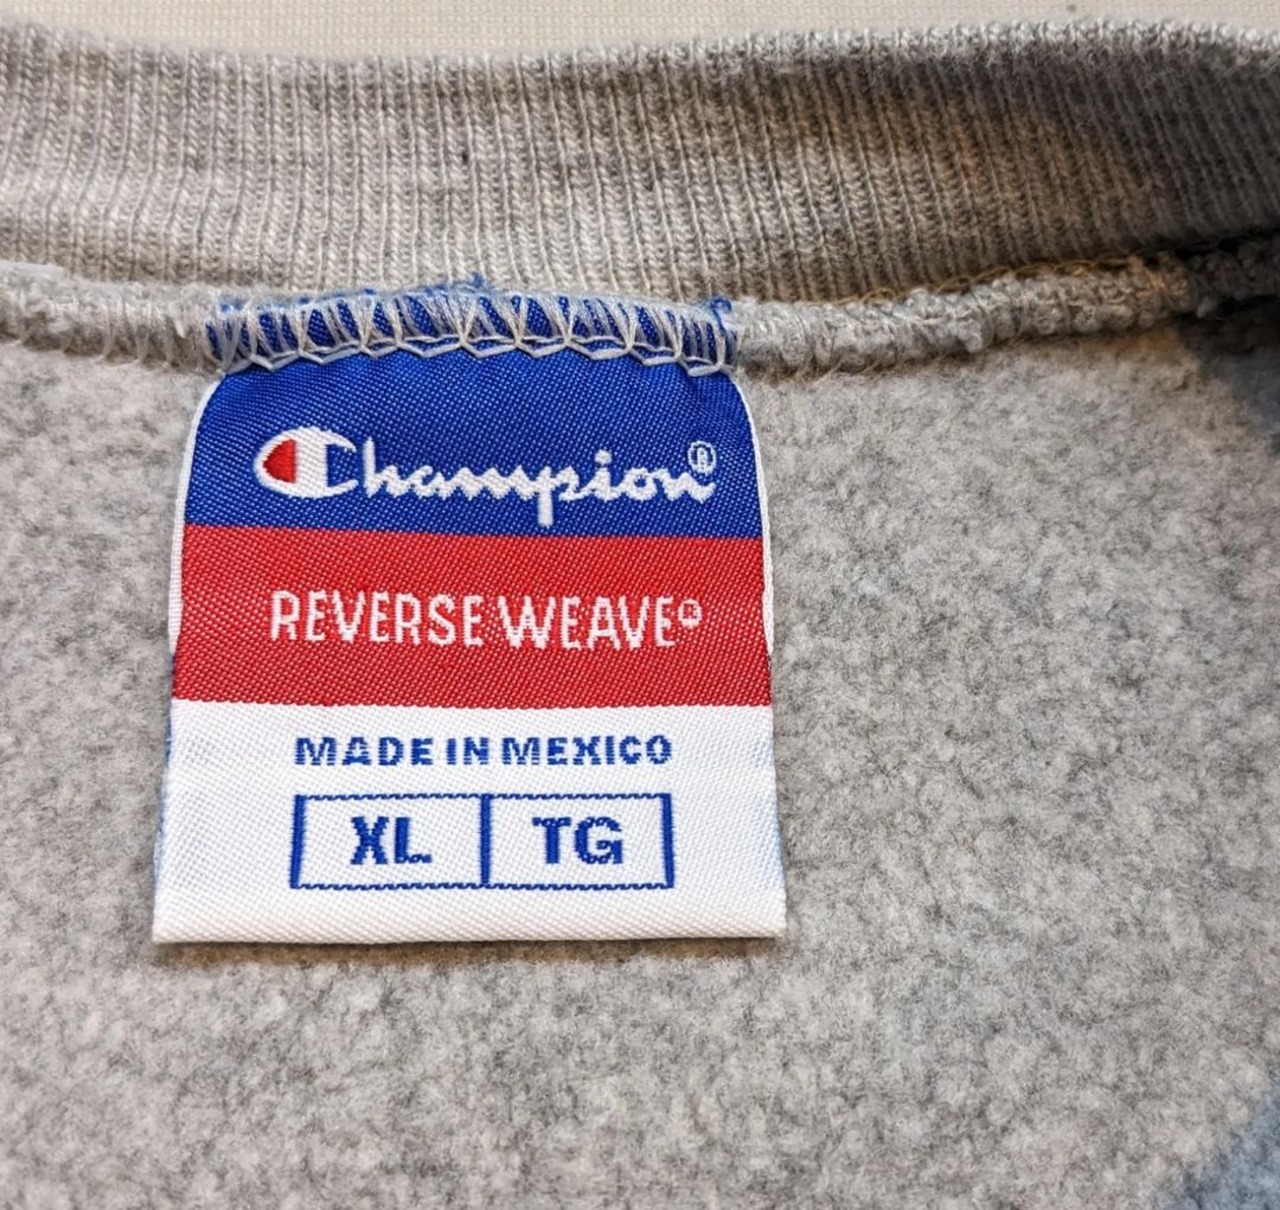 Champion®
REVERSE WEAVE®
MADE IN MEXICO
XL TG